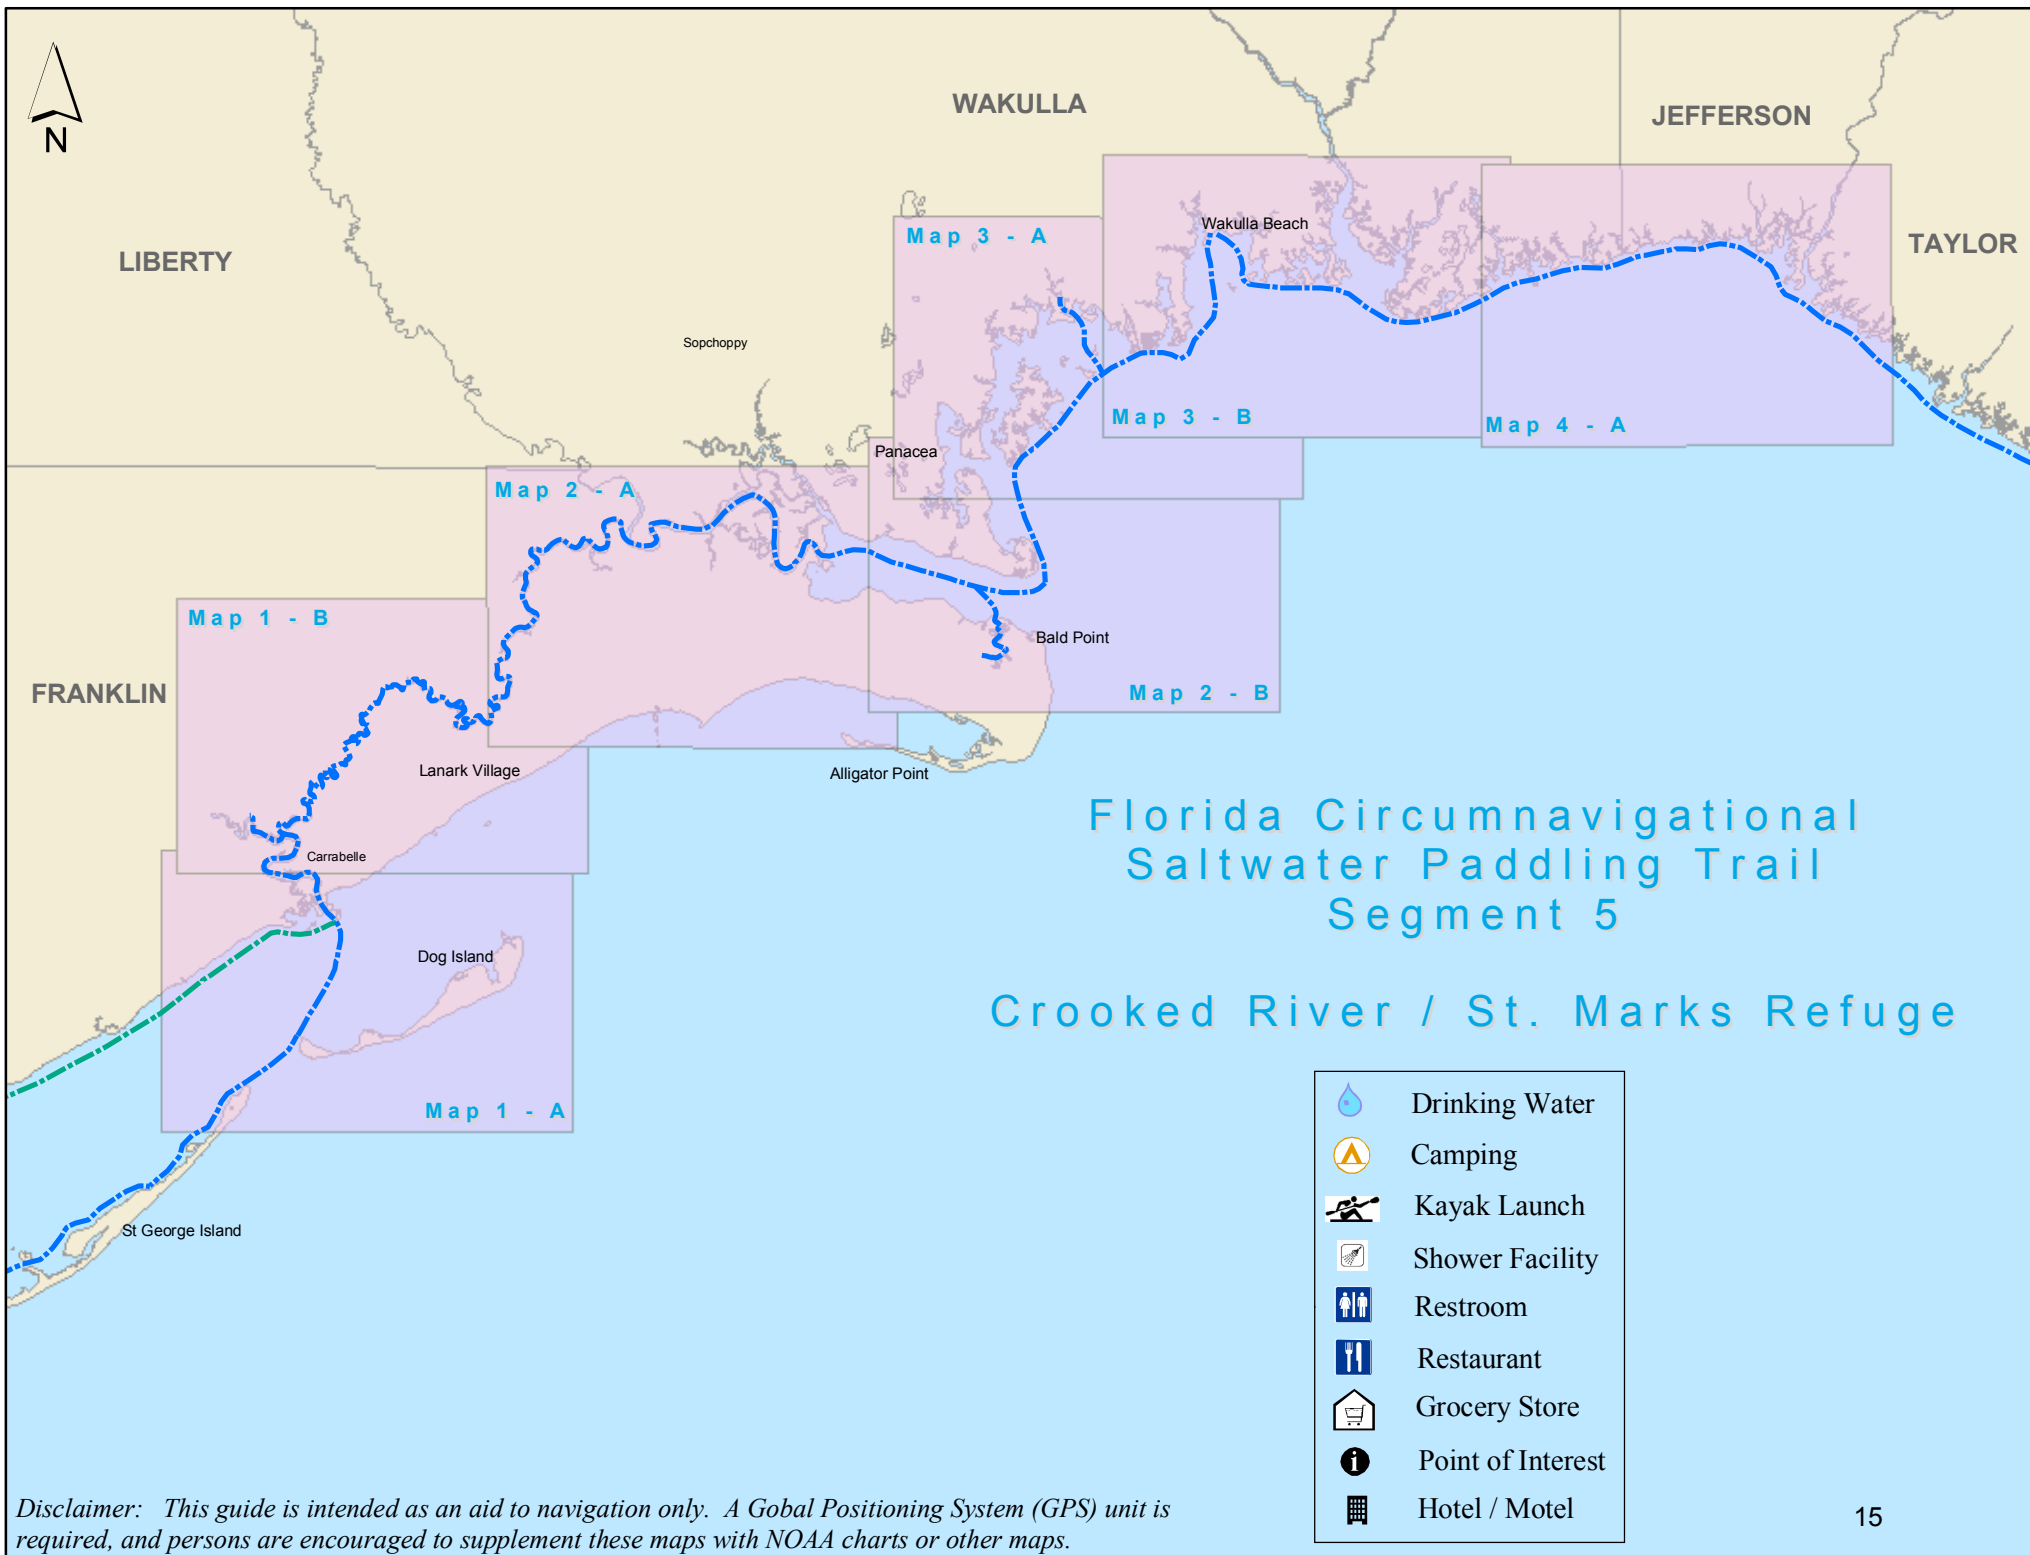 N
WAKULLA
JEFFERSON
LIBERTY
TAYLOR
Map 3 - A
Wakulla Beach
Sopchoppy
Map 3 - B
Map 4 - A
Panacea
Map 2 - A
Map 1 - B
Bald Point
FRANKLIN
Map 2 - B
Lanark Village
Alligator Point
Carrabelle
Dog Island
Map 1 - A
St George Island
Florida Circumnavigational
Saltwater Paddling Trail
Segment 5
Crooked River / St. Marks Refuge
Drinking Water
Camping
Kayak Launch
Shower Facility
Restroom
Restaurant
Grocery Store
i Point of Interest
Hotel / Motel
Disclaimer: This guide is intended as an aid to navigation only. A Gobal Positioning System (GPS) unit is
required, and persons are encouraged to supplement these maps with NOAA charts or other maps.
15